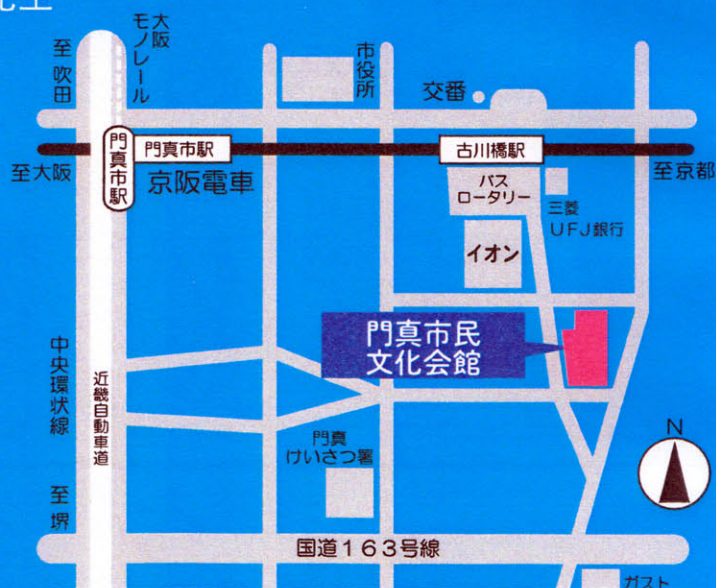 至吹田
大阪
モノレール
市役所
交番
門真市駅
門真市駅
古川橋駅
至大阪
京阪電車
至京都
バス
ロータリー
三菱
UFJ銀行
イオン
門真市民
文化会館
中央環状線
近畿自動車道
門真
けいさつ署
N
至堺
国道163号線
ガスト